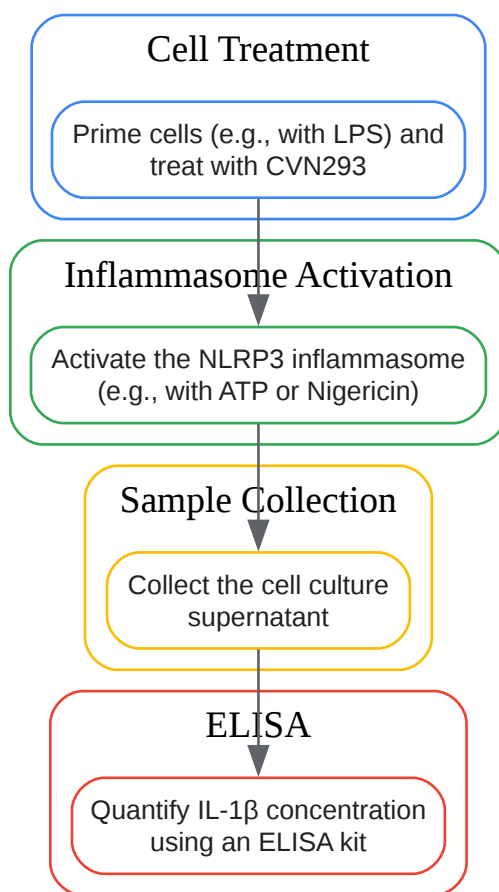 Cell Treatment
Prime cells (e.g., with LPS) and
treat with CVN293
Inflammasome Activation
Activate the NLRP3 inflammasome
(e.g., with ATP or Nigericin)
Sample Collection
Collect the cell culture
supernatant
ELISA
Quantify IL-1β concentration
using an ELISA kit